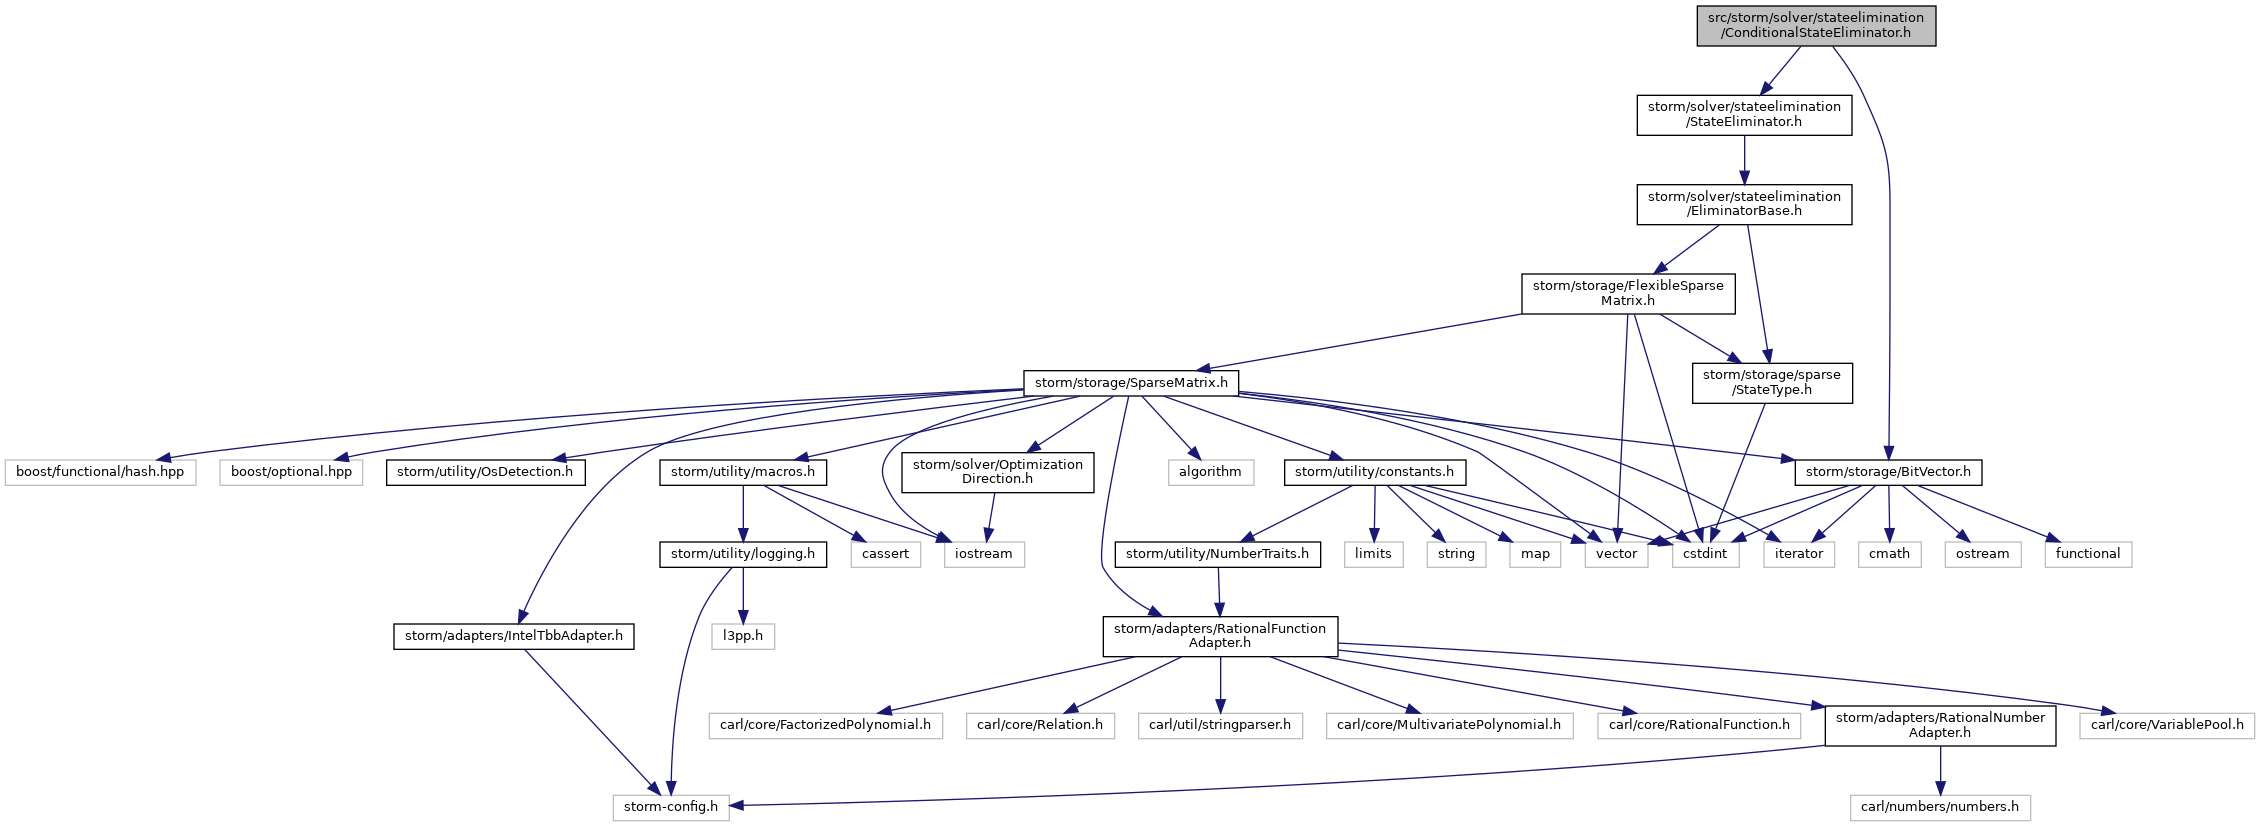 src/storm/solver/stateelimination
/ConditionalStateEliminator.h
storm/solver/stateelimination
/StateEliminator.h
storm/solver/stateelimination
/EliminatorBase.h
storm/storage/FlexibleSparse
Matrix.h
storm/storage/SparseMatrix.h
storm/storage/sparse
/StateType.h
boost/functional/hash.hpp
boost/optional.hpp
storm/utility/OsDetection.h
storm/utility/macros.h
storm/solver/Optimization
Direction.h
algorithm
storm/utility/constants.h
storm/storage/BitVector.h
storm/utility/logging.h
cassert
iostream
storm/utility/NumberTraits.h
limits
string
map
vector
cstdint
iterator
cmath
ostream
functional
storm/adapters/IntelTbbAdapter.h
l3pp.h
storm/adapters/RationalFunction
Adapter.h
carl/core/FactorizedPolynomial.h
carl/core/Relation.h
carl/util/stringparser.h
carl/core/MultivariatePolynomial.h
carl/core/RationalFunction.h
storm/adapters/RationalNumber
Adapter.h
carl/core/VariablePool.h
storm-config.h
carl/numbers/numbers.h